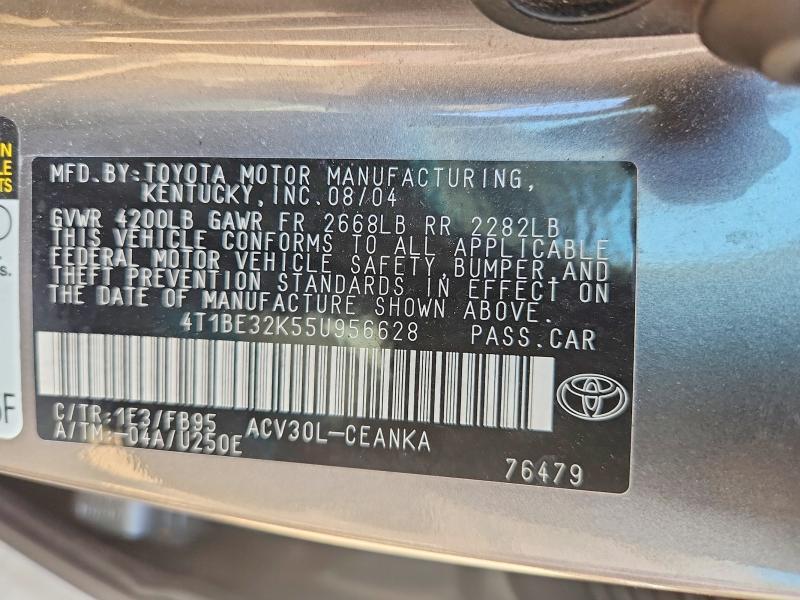 N
LE
TS
s.
F
MFD.BY:TOYOTA MOTOR MANUFACTURING,
KENTUCKY, INC.08/04
GVWR 4200LB GAWR FR 2668LB RR 2282LB
THIS VEHICLE CONFORMS TO ALL APPLICABLE
FEDERAL MOTOR VEHICLE SAFETY,BUMPER,AND
THEFT PREVENTION STANDARDS IN EFFECT ON
THE DATE OF MANUFACTURE SHOWN ABOVE.
4T1BE32K55U956628 PASS.CAR
C/TR:1E3/FB95 ACV30L-CEANKA
A/TM:-04A/U250E
76479